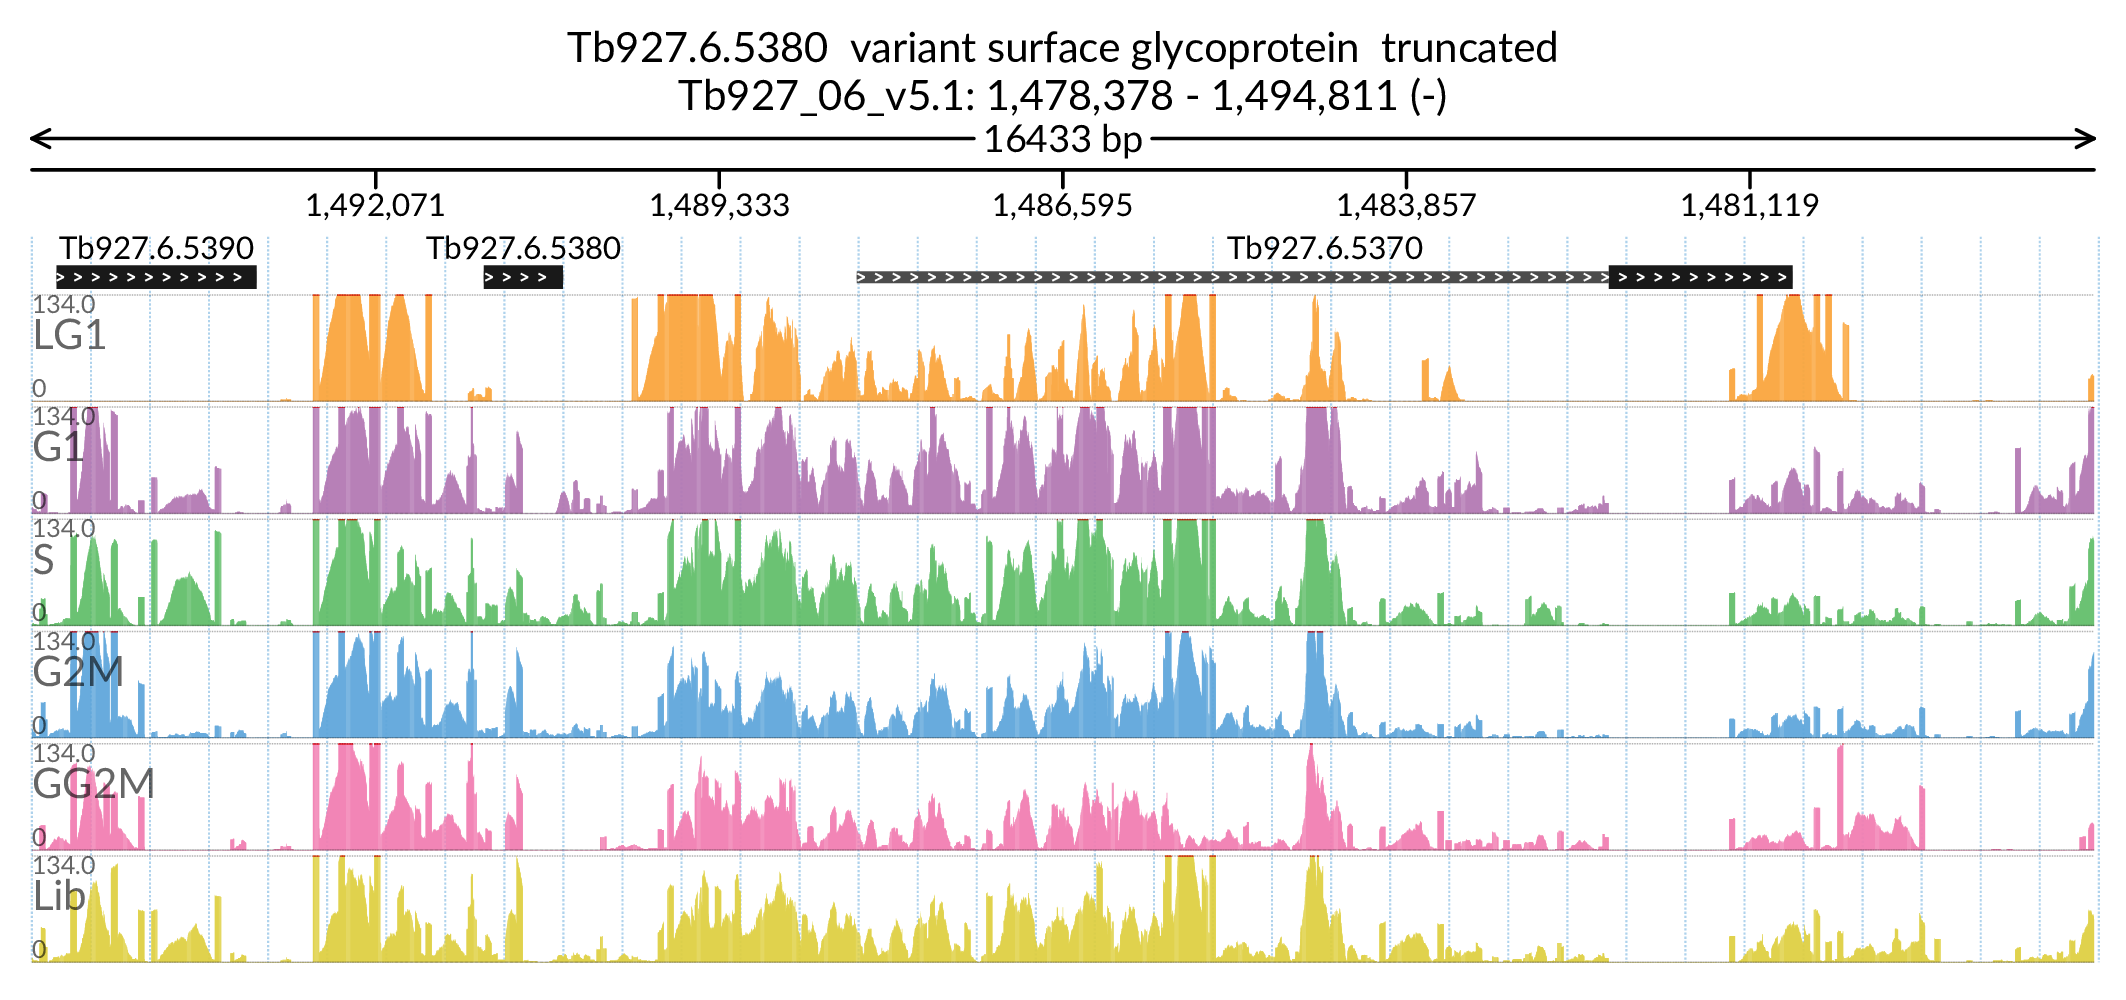 Tb927.6.5380 variant surface glycoprotein truncated
Tb927_06_v5.1: 1,478,378 - 1,494,811 (-)
16433 bp
1,492,071 1,489,333 1,486,595 1,483,857 1,481,119
Tb927.6.5390 Tb927.6.5380 Tb927.6.5370
134.0
LG1
0
134.0
G1
0
134.0
S
0
134.0
G2M
0
134.0
GG2M
0
134.0
Lib
0